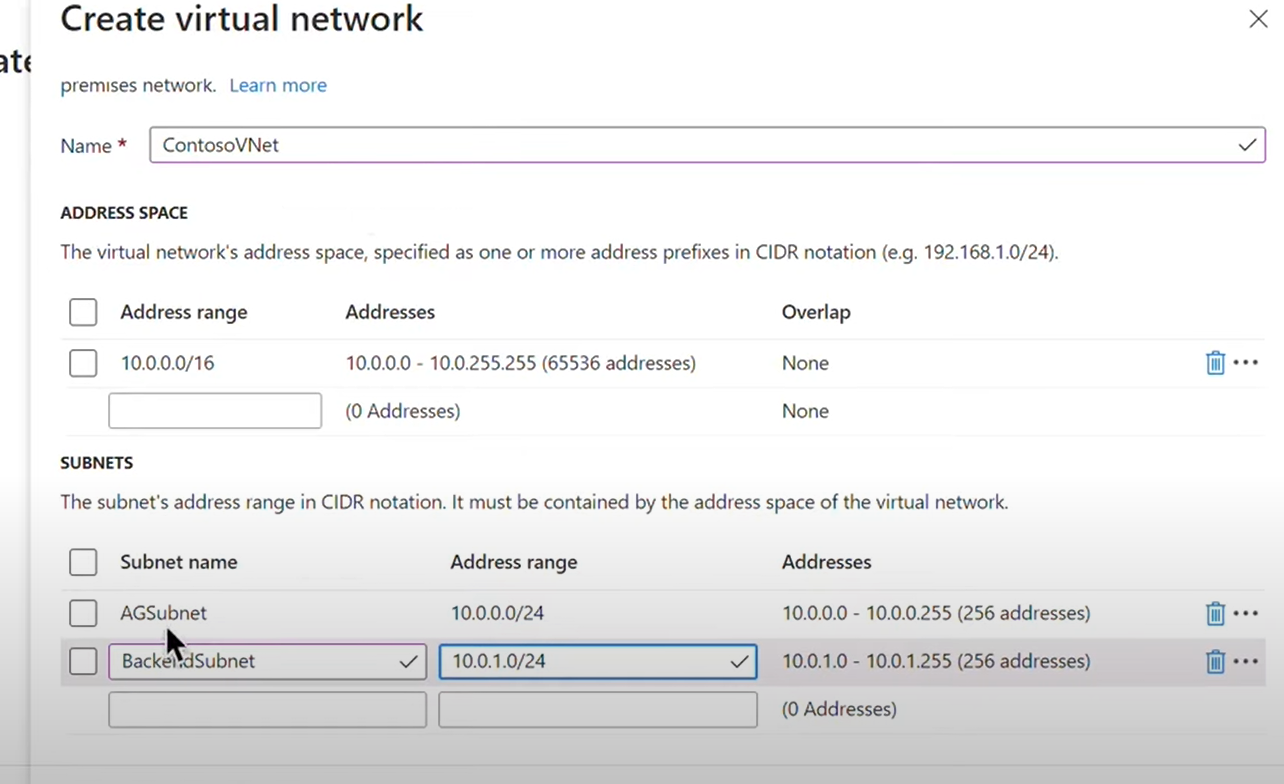 Create virtual network
ate
premises network. Learn more
Name * ContosoVNet
ADDRESS SPACE
The virtual network's address space, specified as one or more address prefixes in CIDR notation (e.g. 192.168.1.0/24).
Address range Addresses Overlap
10.0.0.0/16 10.0.0.0 - 10.0.255.255 (65536 addresses) None
(0 Addresses) None
SUBNETS
The subnet's address range in CIDR notation. It must be contained by the address space of the virtual network.
Subnet name Address range Addresses
AGSubnet 10.0.0.0/24 10.0.0.0 - 10.0.0.255 (256 addresses)
BackendSubnet 10.0.1.0/24 10.0.1.0 - 10.0.1.255 (256 addresses)
(0 Addresses)